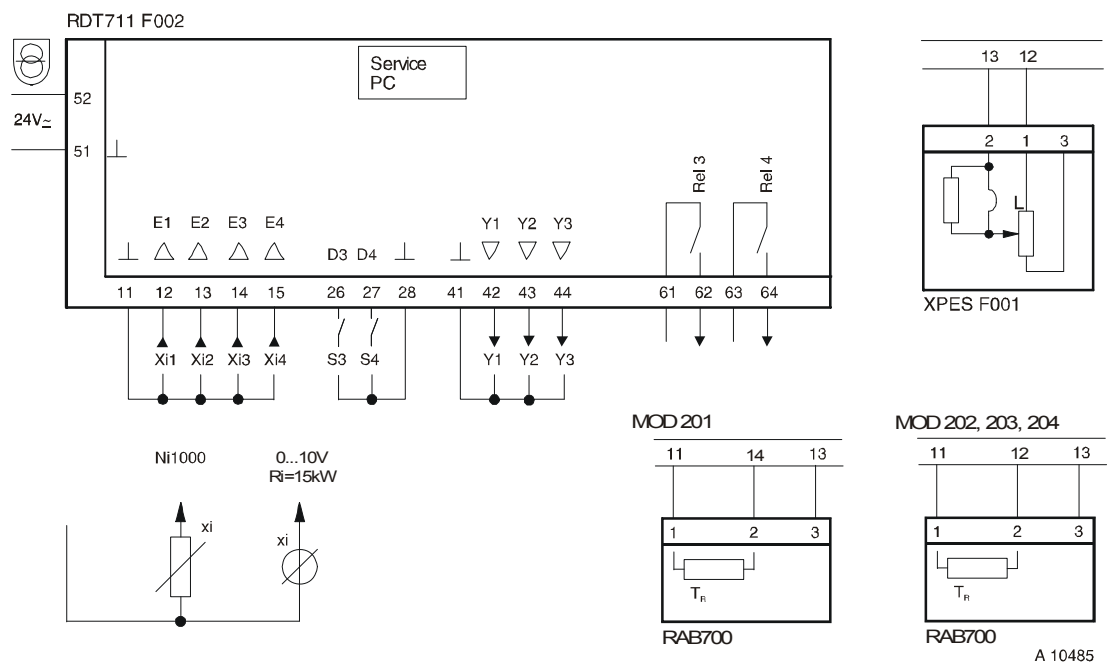 RDT711 F002
Service
PC
52
24V~
51
E1 E2 E3 E4
D3 D4
Y1 Y2 Y3
Rel 3
Rel 4
11 12 13 14 15 26 27 28 41 42 43 44 61 62 63 64
Xi1 Xi2 Xi3 Xi4 S3 S4 Y1 Y2 Y3
13 12
2 1 3
L
XPES F001
Ni1000
0...10V
Ri=15kW
xi
xi
MOD 201
11 14 13
1 2 3
TR
RAB700
MOD 202, 203, 204
11 12 13
1 2 3
TR
RAB700
A 10485